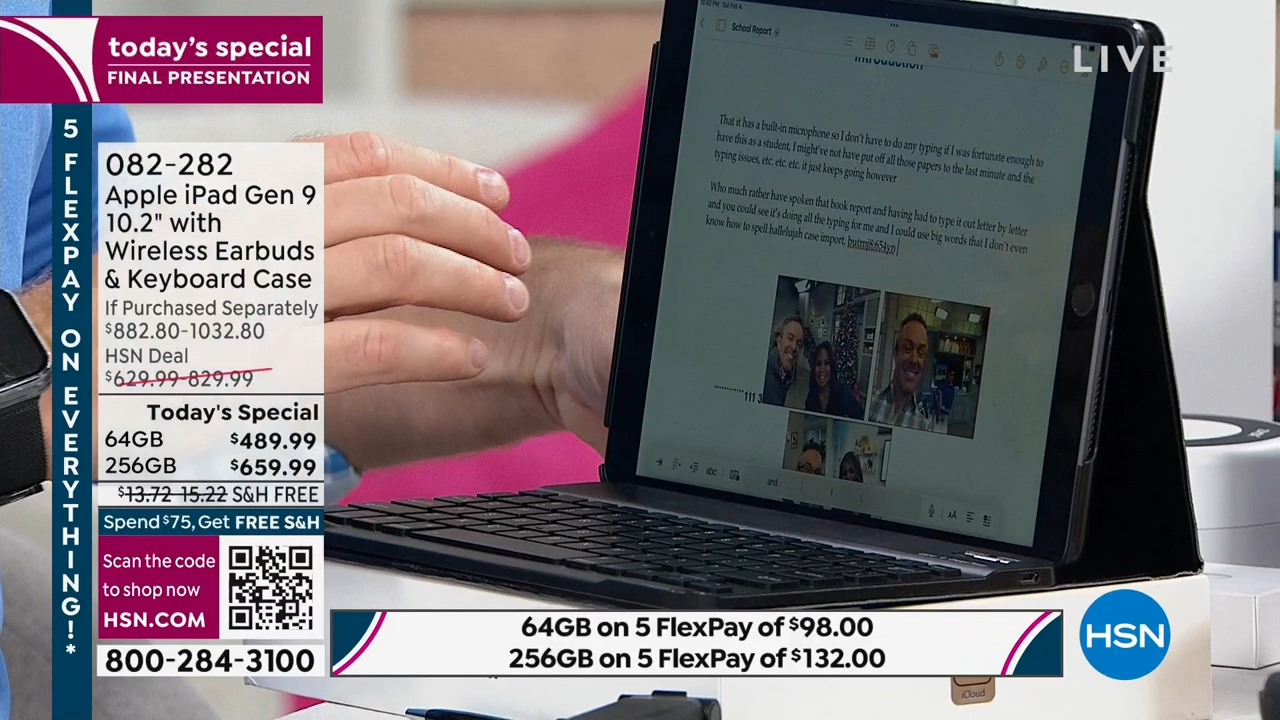 today's special
FINAL PRESENTATION
5 FLEXPAY ON EVERYTHING!*
082-282
Apple iPad Gen 9
10.2" with
Wireless Earbuds
& Keyboard Case
If Purchased Separately
$882.80-1032.80
HSN Deal
$629.99-829.99
Today's Special
64GB $489.99
256GB $659.99
$13.72-15.22 S&H FREE
Spend $75, Get FREE S&H
Scan the code
to shop now
HSN.COM
800-284-3100
LIVE
School Report
Introduction
That it has a built-in microphone so I don't have to do any typing if I was fortunate enough to
have this as a student, I might've not have put off all those papers to the last minute and the
typing issues, etc. etc. etc. it just keeps going however
Who much rather have spoken that book report and having had to type it out letter by letter
and you could see it's doing all the typing for me and I could use big words that I don't even
know how to spell hallelujah case import,
abc
and
I
AA
64GB on 5 FlexPay of $98.00
256GB on 5 FlexPay of $132.00
HSN
iCloud